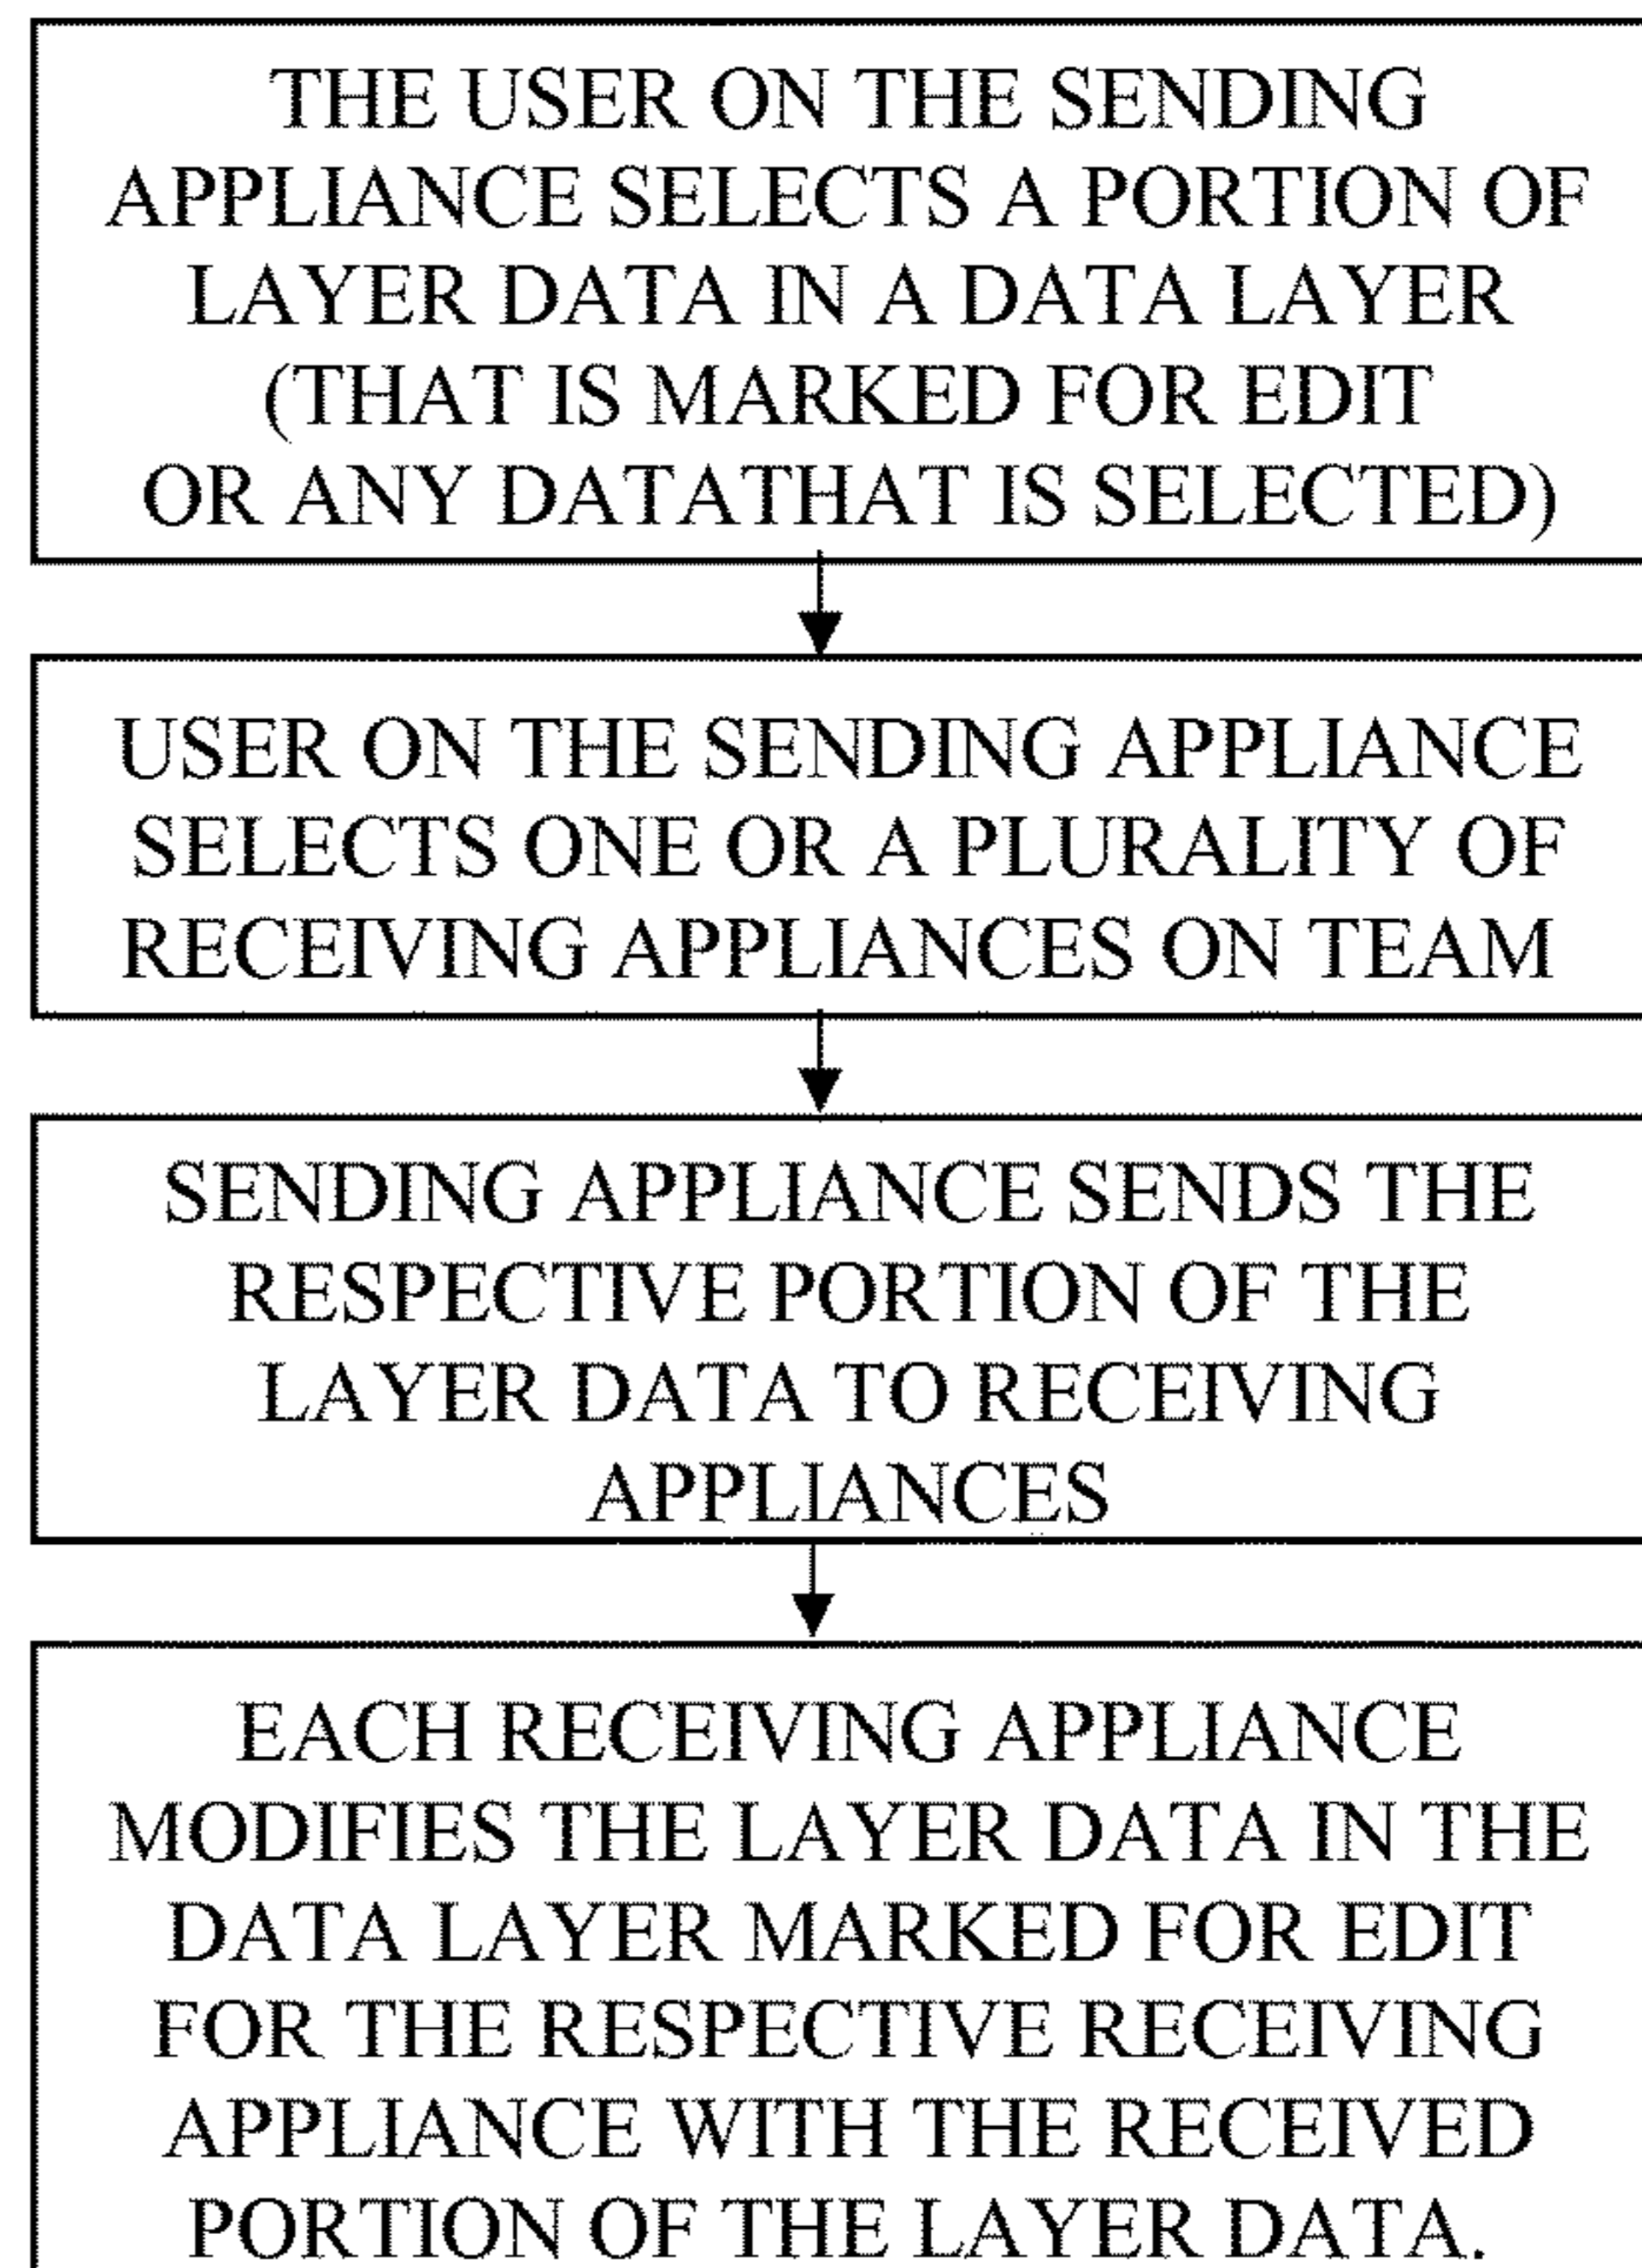 THE USER ON THE SENDING
APPLIANCE SELECTS A PORTION OF
LAYER DATA IN A DATA LAYER
(THAT IS MARKED FOR EDIT
OR ANY DATATHAT IS SELECTED)
USER ON THE SENDING APPLIANCE
SELECTS ONE OR A PLURALITY OF
RECEIVING APPLIANCES ON TEAM
SENDING APPLIANCE SENDS THE
RESPECTIVE PORTION OF THE
LAYER DATA TO RECEIVING
APPLIANCES
EACH RECEIVING APPLIANCE
MODIFIES THE LAYER DATA IN THE
DATA LAYER MARKED FOR EDIT
FOR THE RESPECTIVE RECEIVING
APPLIANCE WITH THE RECEIVED
PORTION OF THE LAYER DATA.